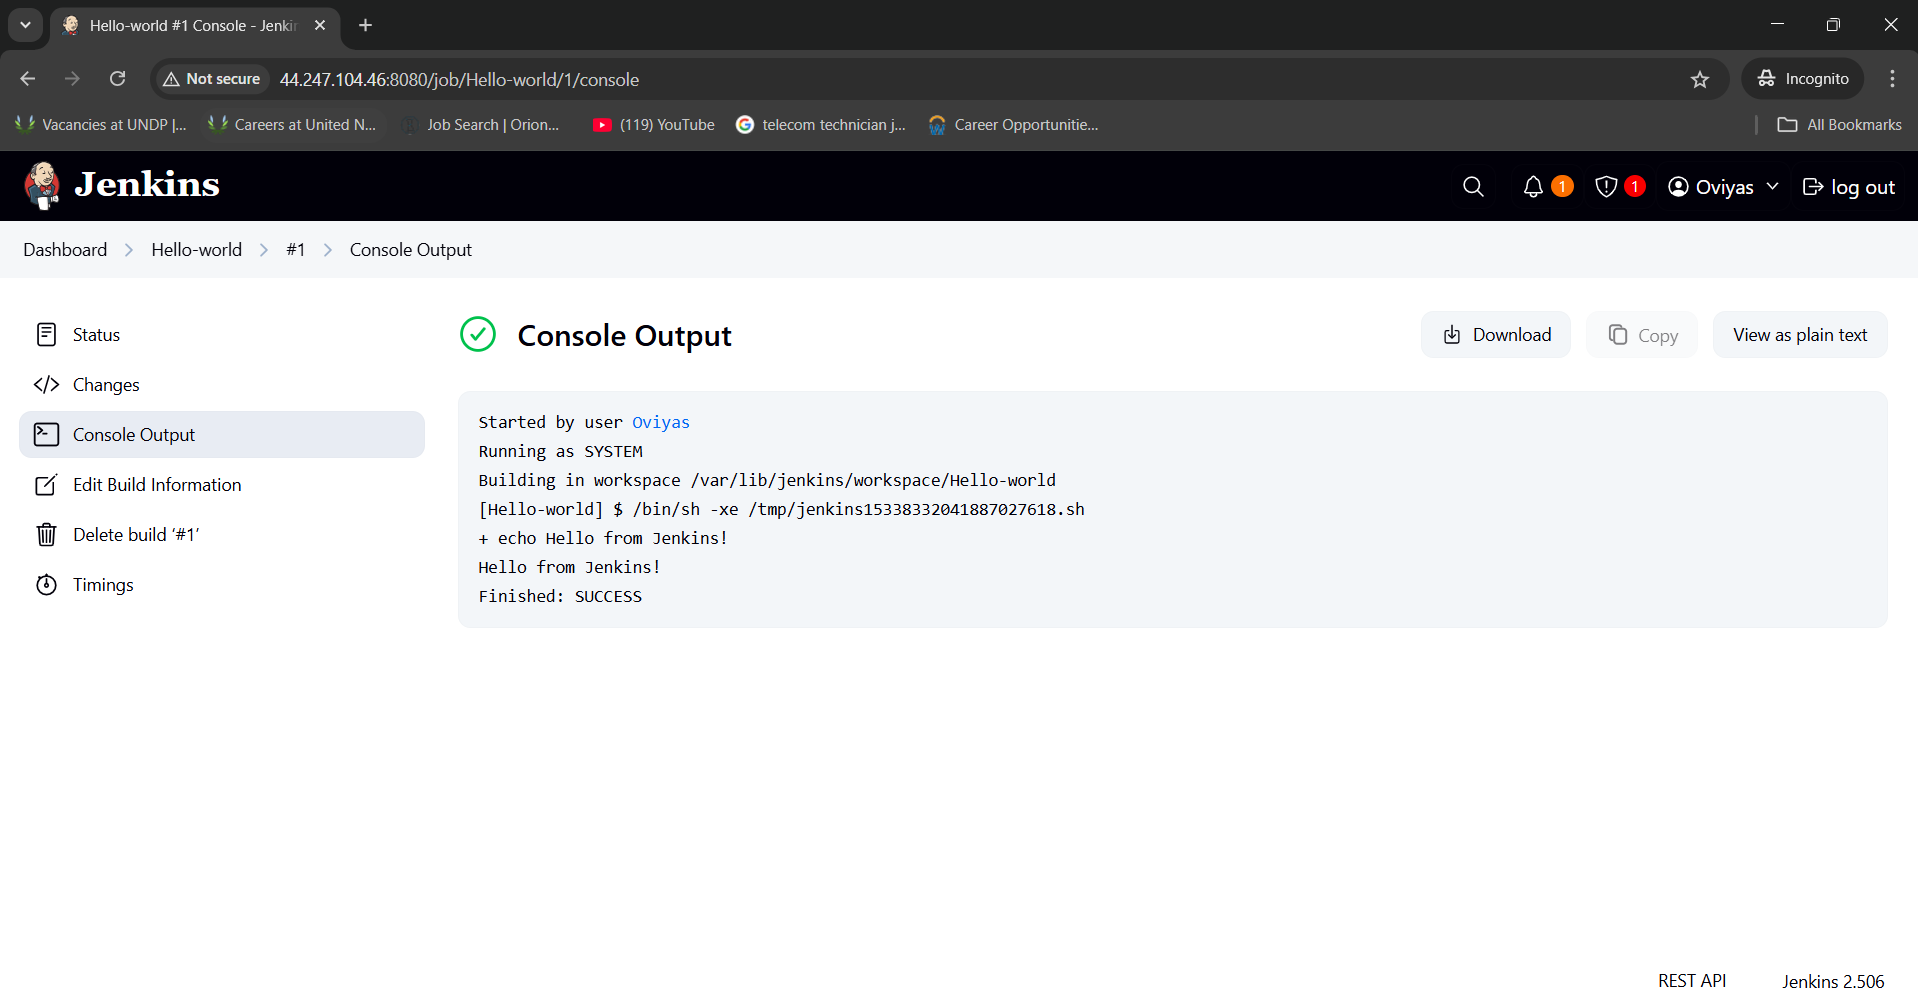 Hello-world #1 Console - Jenkin
Not secure
44.247.104.46:8080/job/Hello-world/1/console
Incognito
Vacancies at UNDP |...
Careers at United N...
Job Search | Orion...
(119) YouTube
telecom technician j...
Career Opportunitie...
All Bookmarks
Jenkins
1
1
Oviyas
log out
Dashboard
Hello-world
#1
Console Output
Status
Changes
Console Output
Edit Build Information
Delete build ‘#1’
Timings
Console Output
Download
Copy
View as plain text
Started by user Oviyas
Running as SYSTEM
Building in workspace /var/lib/jenkins/workspace/Hello-world
[Hello-world] $ /bin/sh -xe /tmp/jenkins15338332041887027618.sh
+ echo Hello from Jenkins!
Hello from Jenkins!
Finished: SUCCESS
REST API
Jenkins 2.506